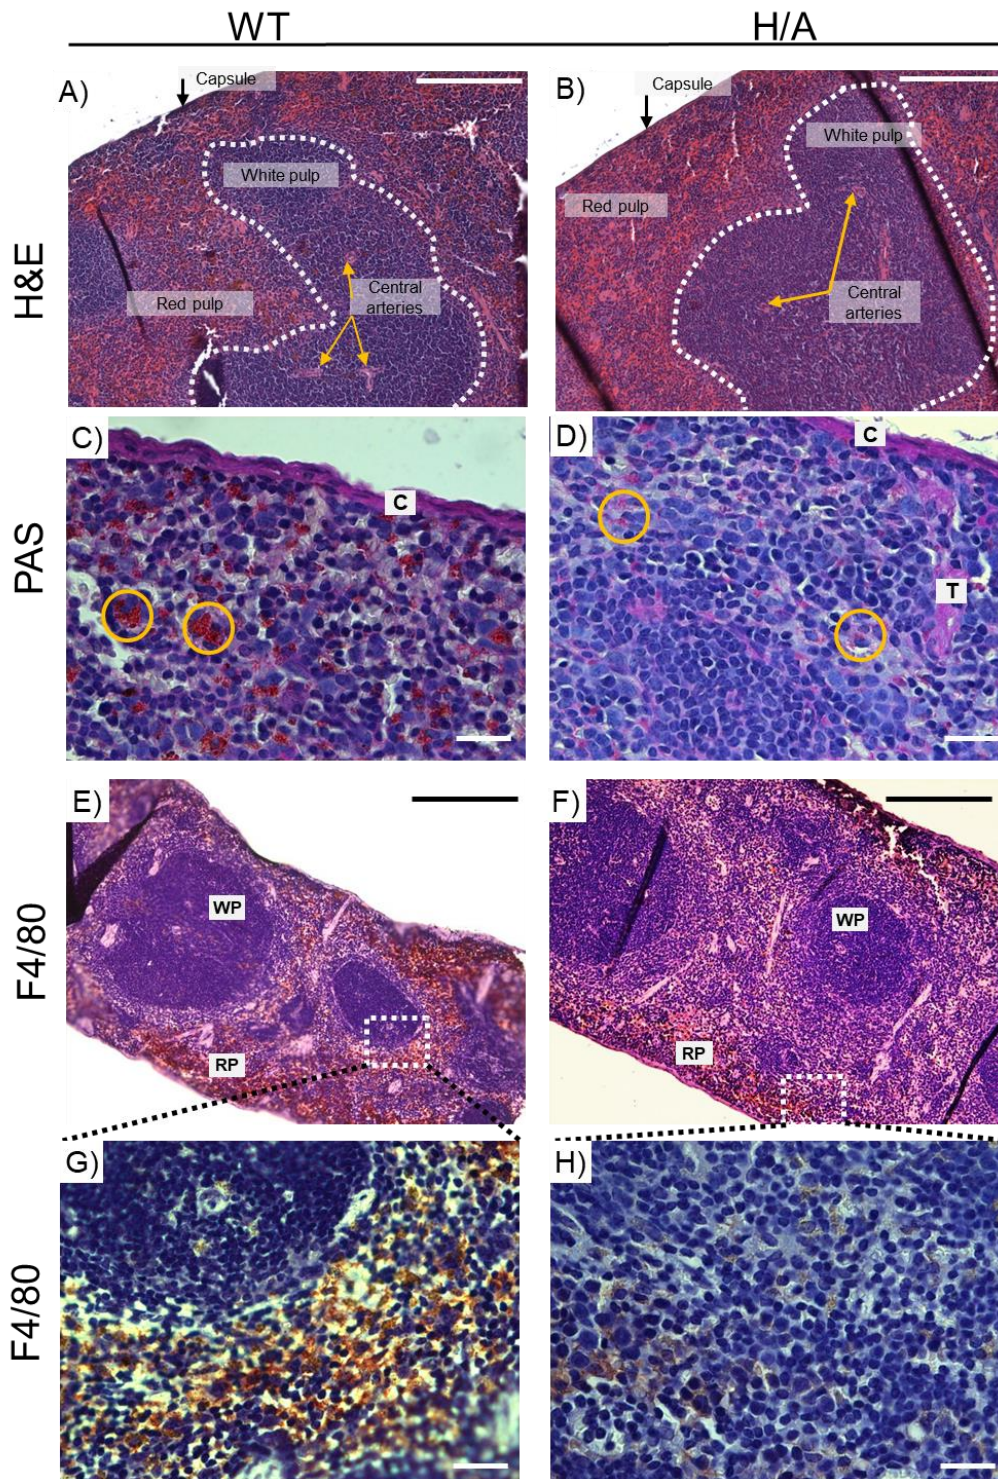 WT
H/A
H&E
A)
Capsule
White pulp
Red pulp
Central
arteries
B)
Capsule
White pulp
Red pulp
Central
arteries
PAS
C)
C
D)
C
T
F4/80
E)
WP
RP
F)
WP
RP
F4/80
G)
H)